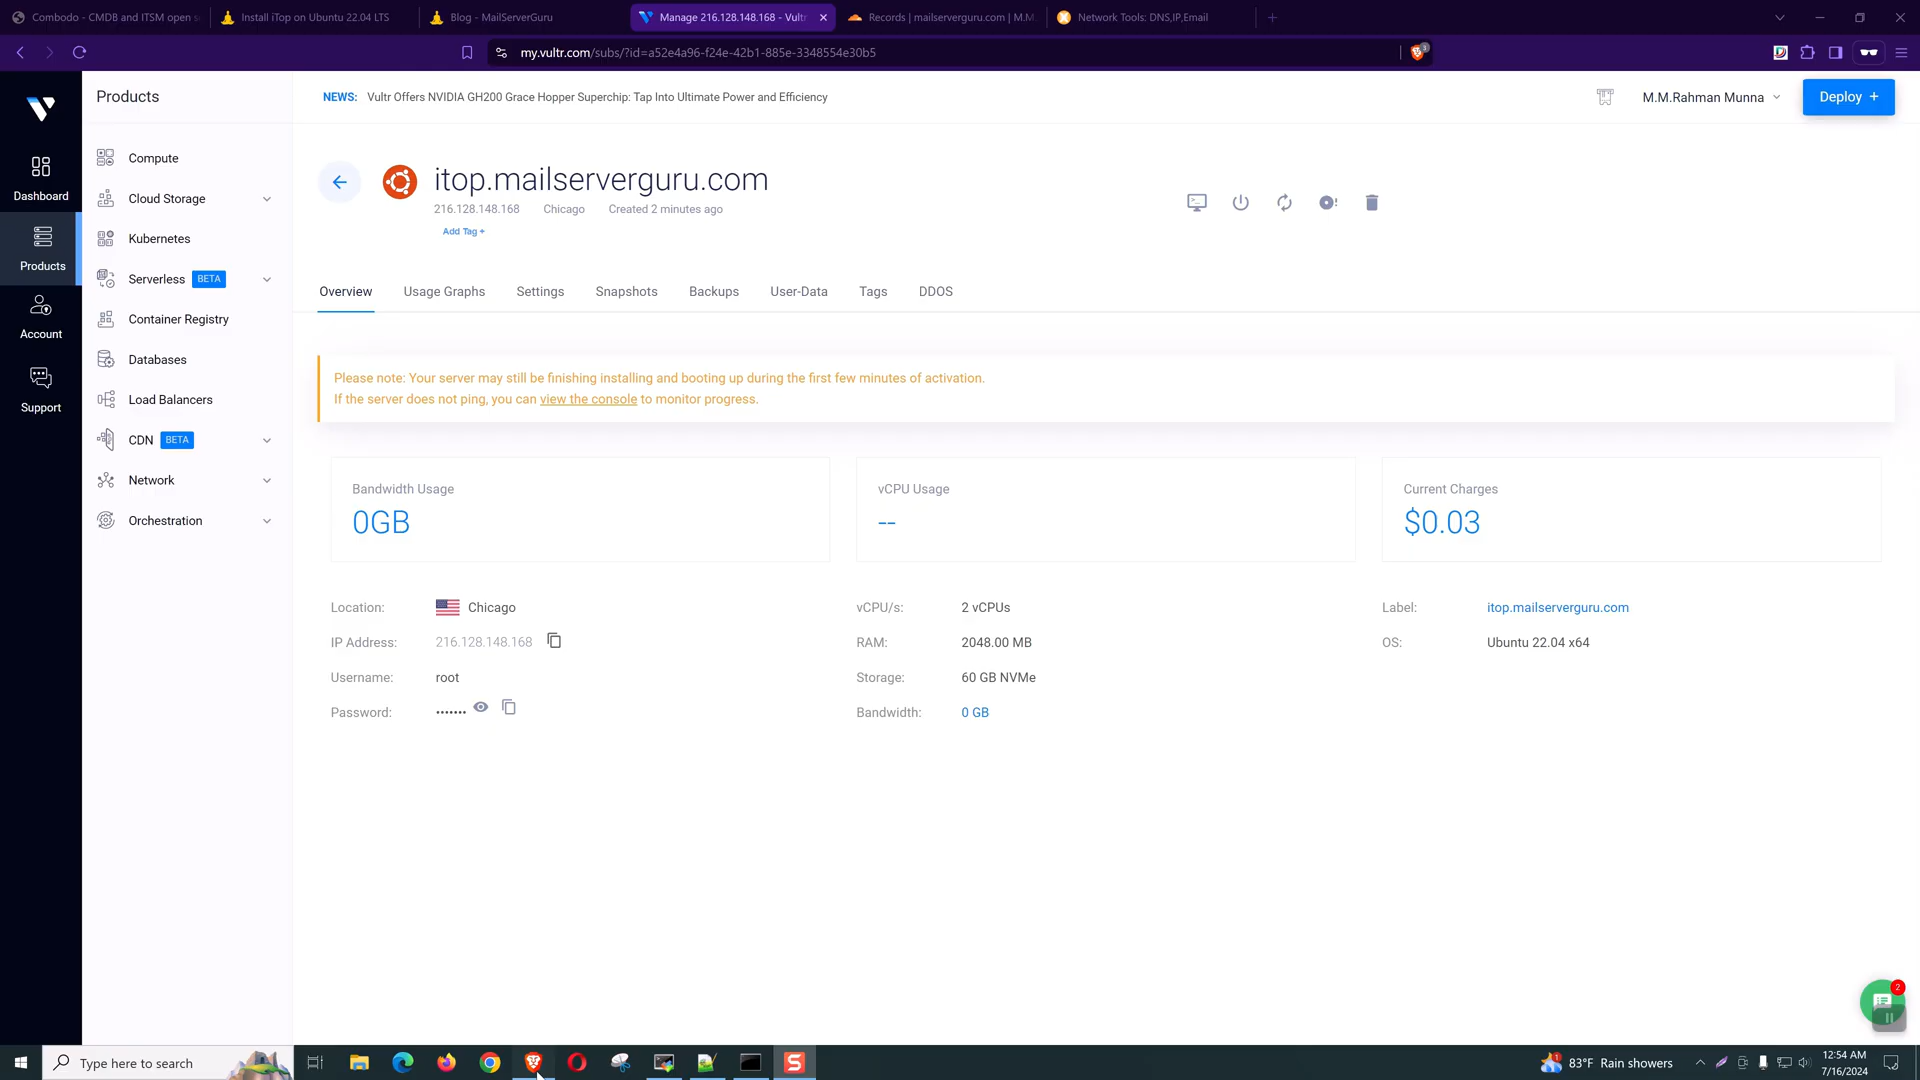 Combodo - CMDB and ITSM open s
Install iTop on Ubuntu 22.04 LTS
Blog - MailServerGuru
Manage 216.128.148.168 - Vultr
Records | mailserverguru.com | M.M.
Network Tools: DNS,IP,Email
my.vultr.com/subs/?id=a52e4a96-f24e-42b1-885e-3348554e30b5
3
Products
NEWS: Vultr Offers NVIDIA GH200 Grace Hopper Superchip: Tap Into Ultimate Power and Efficiency
M.M.Rahman Munna
Deploy +
Dashboard
Products
Account
Support
Compute
Cloud Storage
Kubernetes
Serverless BETA
Container Registry
Databases
Load Balancers
CDN BETA
Network
Orchestration
itop.mailserverguru.com
216.128.148.168 Chicago Created 2 minutes ago
Add Tag +
Overview Usage Graphs Settings Snapshots Backups User-Data Tags DDOS
Please note: Your server may still be finishing installing and booting up during the first few minutes of activation.
If the server does not ping, you can view the console to monitor progress.
Bandwidth Usage
0GB
vCPU Usage
--
Current Charges
$0.03
Location: Chicago
IP Address: 216.128.148.168
Username: root
Password: •••••••
vCPU/s: 2 vCPUs
RAM: 2048.00 MB
Storage: 60 GB NVMe
Bandwidth: 0 GB
Label: itop.mailserverguru.com
OS: Ubuntu 22.04 x64
2
Type here to search
1
83°F Rain showers
12:54 AM
7/16/2024